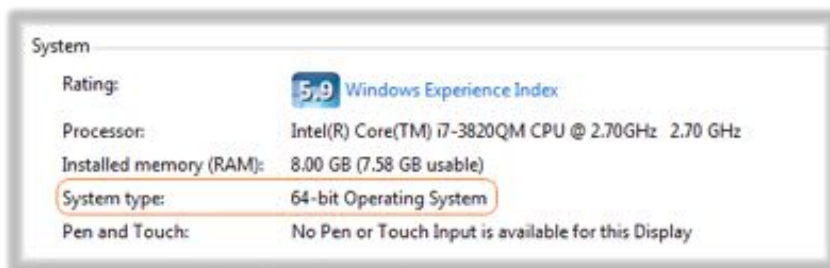 System
Rating: 5.9 Windows Experience Index
Processor: Intel(R) Core(TM) i7-3820QM CPU @ 2.70GHz 2.70 GHz
Installed memory (RAM): 8.00 GB (7.58 GB usable)
System type: 64-bit Operating System
Pen and Touch: No Pen or Touch Input is available for this Display